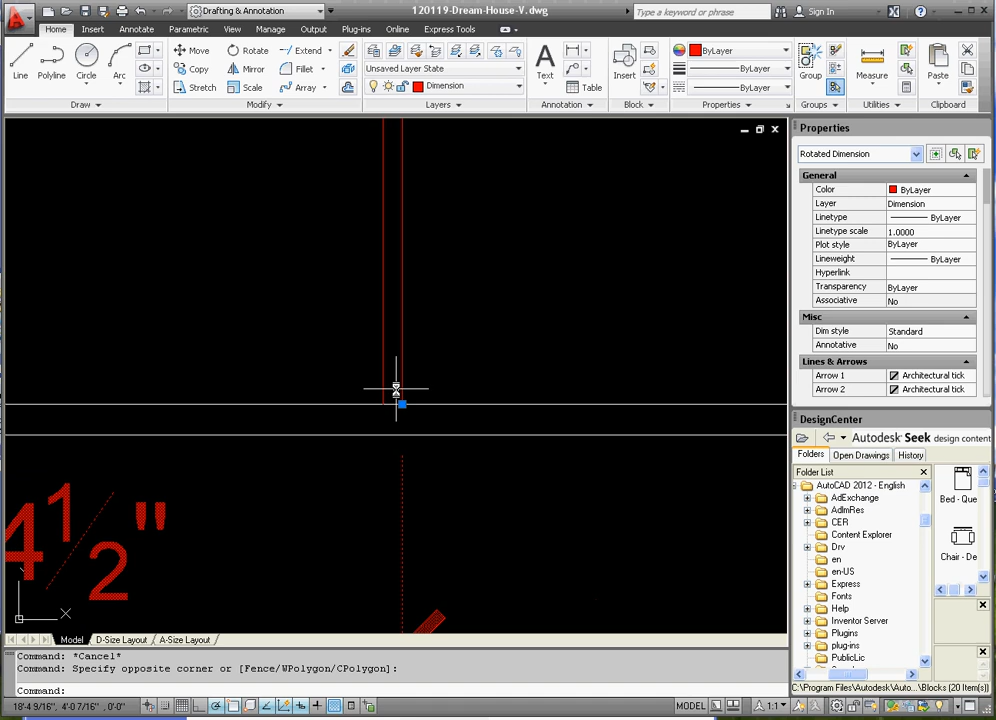 Drafting & Annotation
120119-Dream-House-V.dwg
Type a keyword or phrase
Sign In
Home Insert Annotate Parametric View Manage Output Plug-ins Online Express Tools
Line Polyline Circle Arc
Move Rotate Extend
Copy Mirror Fillet
Stretch Scale Array
Unsaved Layer State
Dimension
Text
Table
Insert
ByLayer
ByLayer
ByLayer
Group
Measure
Paste
Draw Modify Layers Annotation Block Properties Groups Utilities Clipboard
Properties
Rotated Dimension
General
Color ByLayer
Layer Dimension
Linetype ByLayer
Linetype scale 1.0000
Plot style ByLayer
Lineweight ByLayer
Hyperlink
Transparency ByLayer
Associative No
Misc
Dim style Standard
Annotative No
Lines & Arrows
Arrow 1 Architectural tick
Arrow 2 Architectural tick
DesignCenter
Autodesk Seek design content
Folders Open Drawings History
Folder List
AutoCAD 2012 - English
AdExchange
AdlmRes
CER
Content Explorer
Drv
en
en-US
Express
Fonts
Help
Inventor Server
Plugins
plug-ins
PublicLic
Bed - Que
Chair - De
C:\Program Files\Autodesk\Auto...\Blocks (20 Item(s))
4 1/2"
X
Model D-Size Layout A-Size Layout
Command: *Cancel*
Command: Specify opposite corner or [Fence/WPolygon/CPolygon]:
Command:
18'-4 9/16", 4'-0 7/16" ,0'-0"
MODEL
1:1